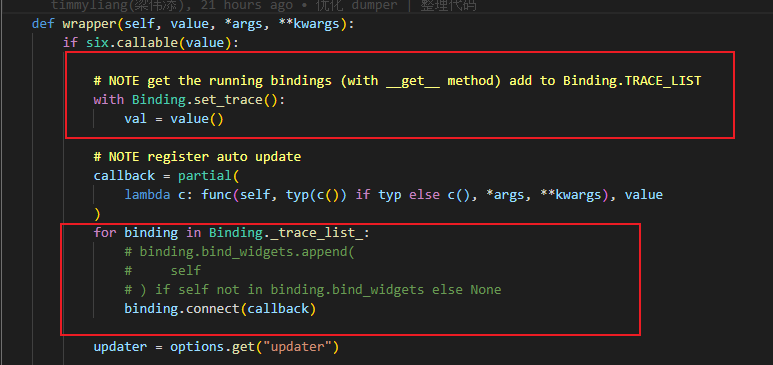 timmyliang(梁伟添), 21 hours ago • 优化 dumper | 整理代码
def wrapper(self, value, *args, **kwargs):
if six.callable(value):
# NOTE get the running bindings (with __get__ method) add to Binding.TRACE_LIST
with Binding.set_trace():
val = value()
# NOTE register auto update
callback = partial(
lambda c: func(self, typ(c()) if typ else c(), *args, **kwargs), value
)
for binding in Binding._trace_list_:
# binding.bind_widgets.append(
#     self
# ) if self not in binding.bind_widgets else None
binding.connect(callback)
updater = options.get("updater")